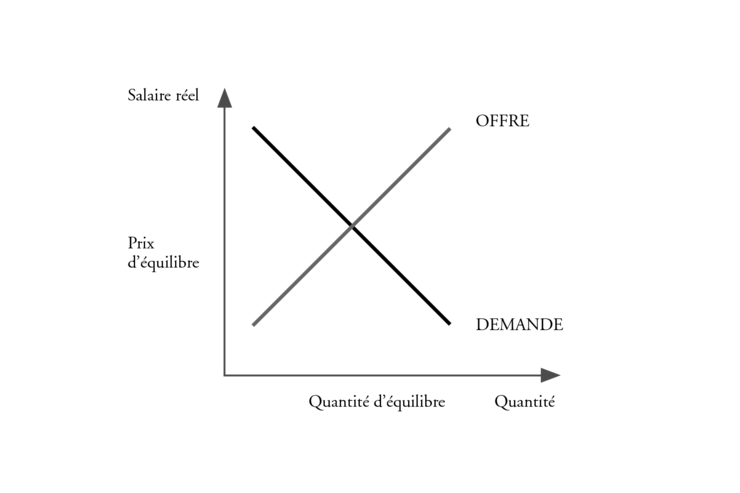 Salaire réel
OFFRE
Prix
d’équilibre
DEMANDE
Quantité d’équilibre
Quantité